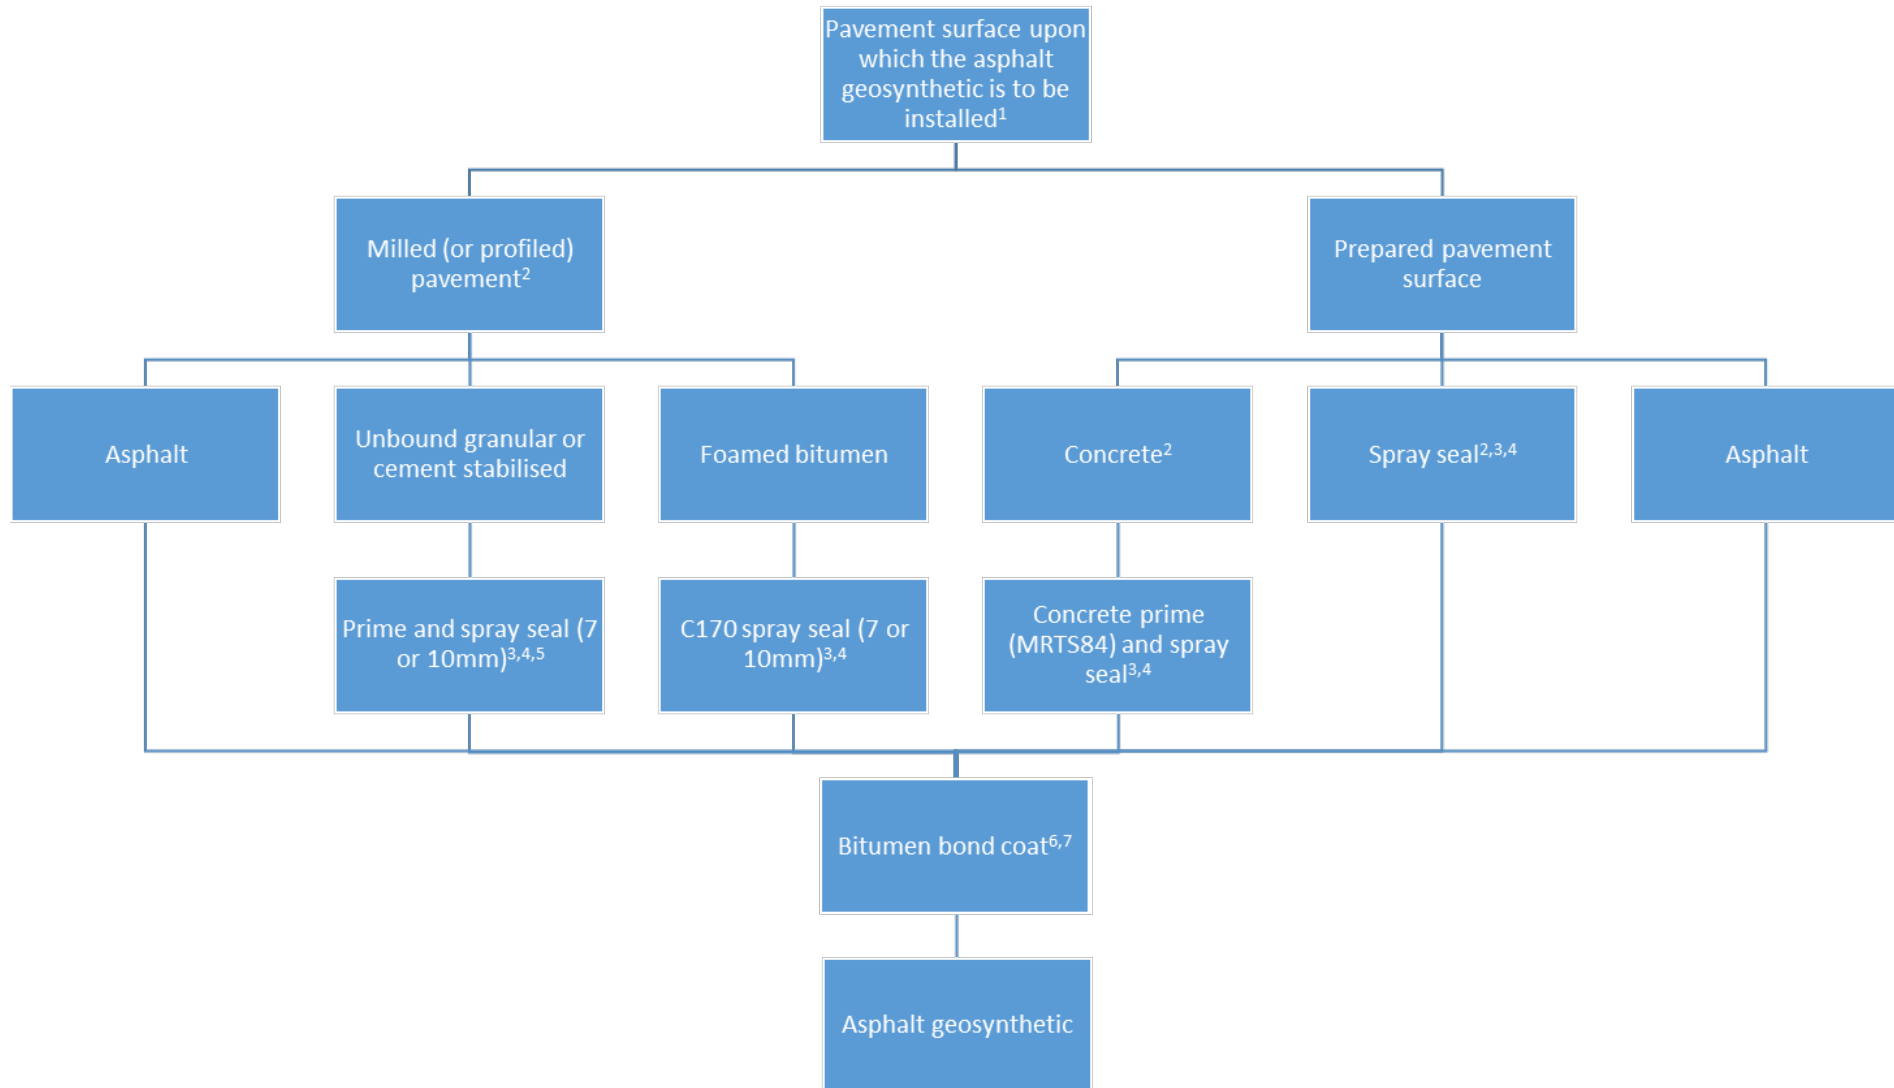 Pavement surface upon
which the asphalt
geosynthetic is to be
installed¹
Milled (or profiled)
pavement²
Prepared pavement
surface
Asphalt
Unbound granular or
cement stabilised
Foamed bitumen
Concrete²
Spray seal²,³,⁴
Asphalt
Prime and spray seal (7
or 10mm)³,⁴,⁵
C170 spray seal (7 or
10mm)³,⁴
Concrete prime
(MRTS84) and spray
seal³,⁴
Bitumen bond coat⁶,⁷
Asphalt geosynthetic